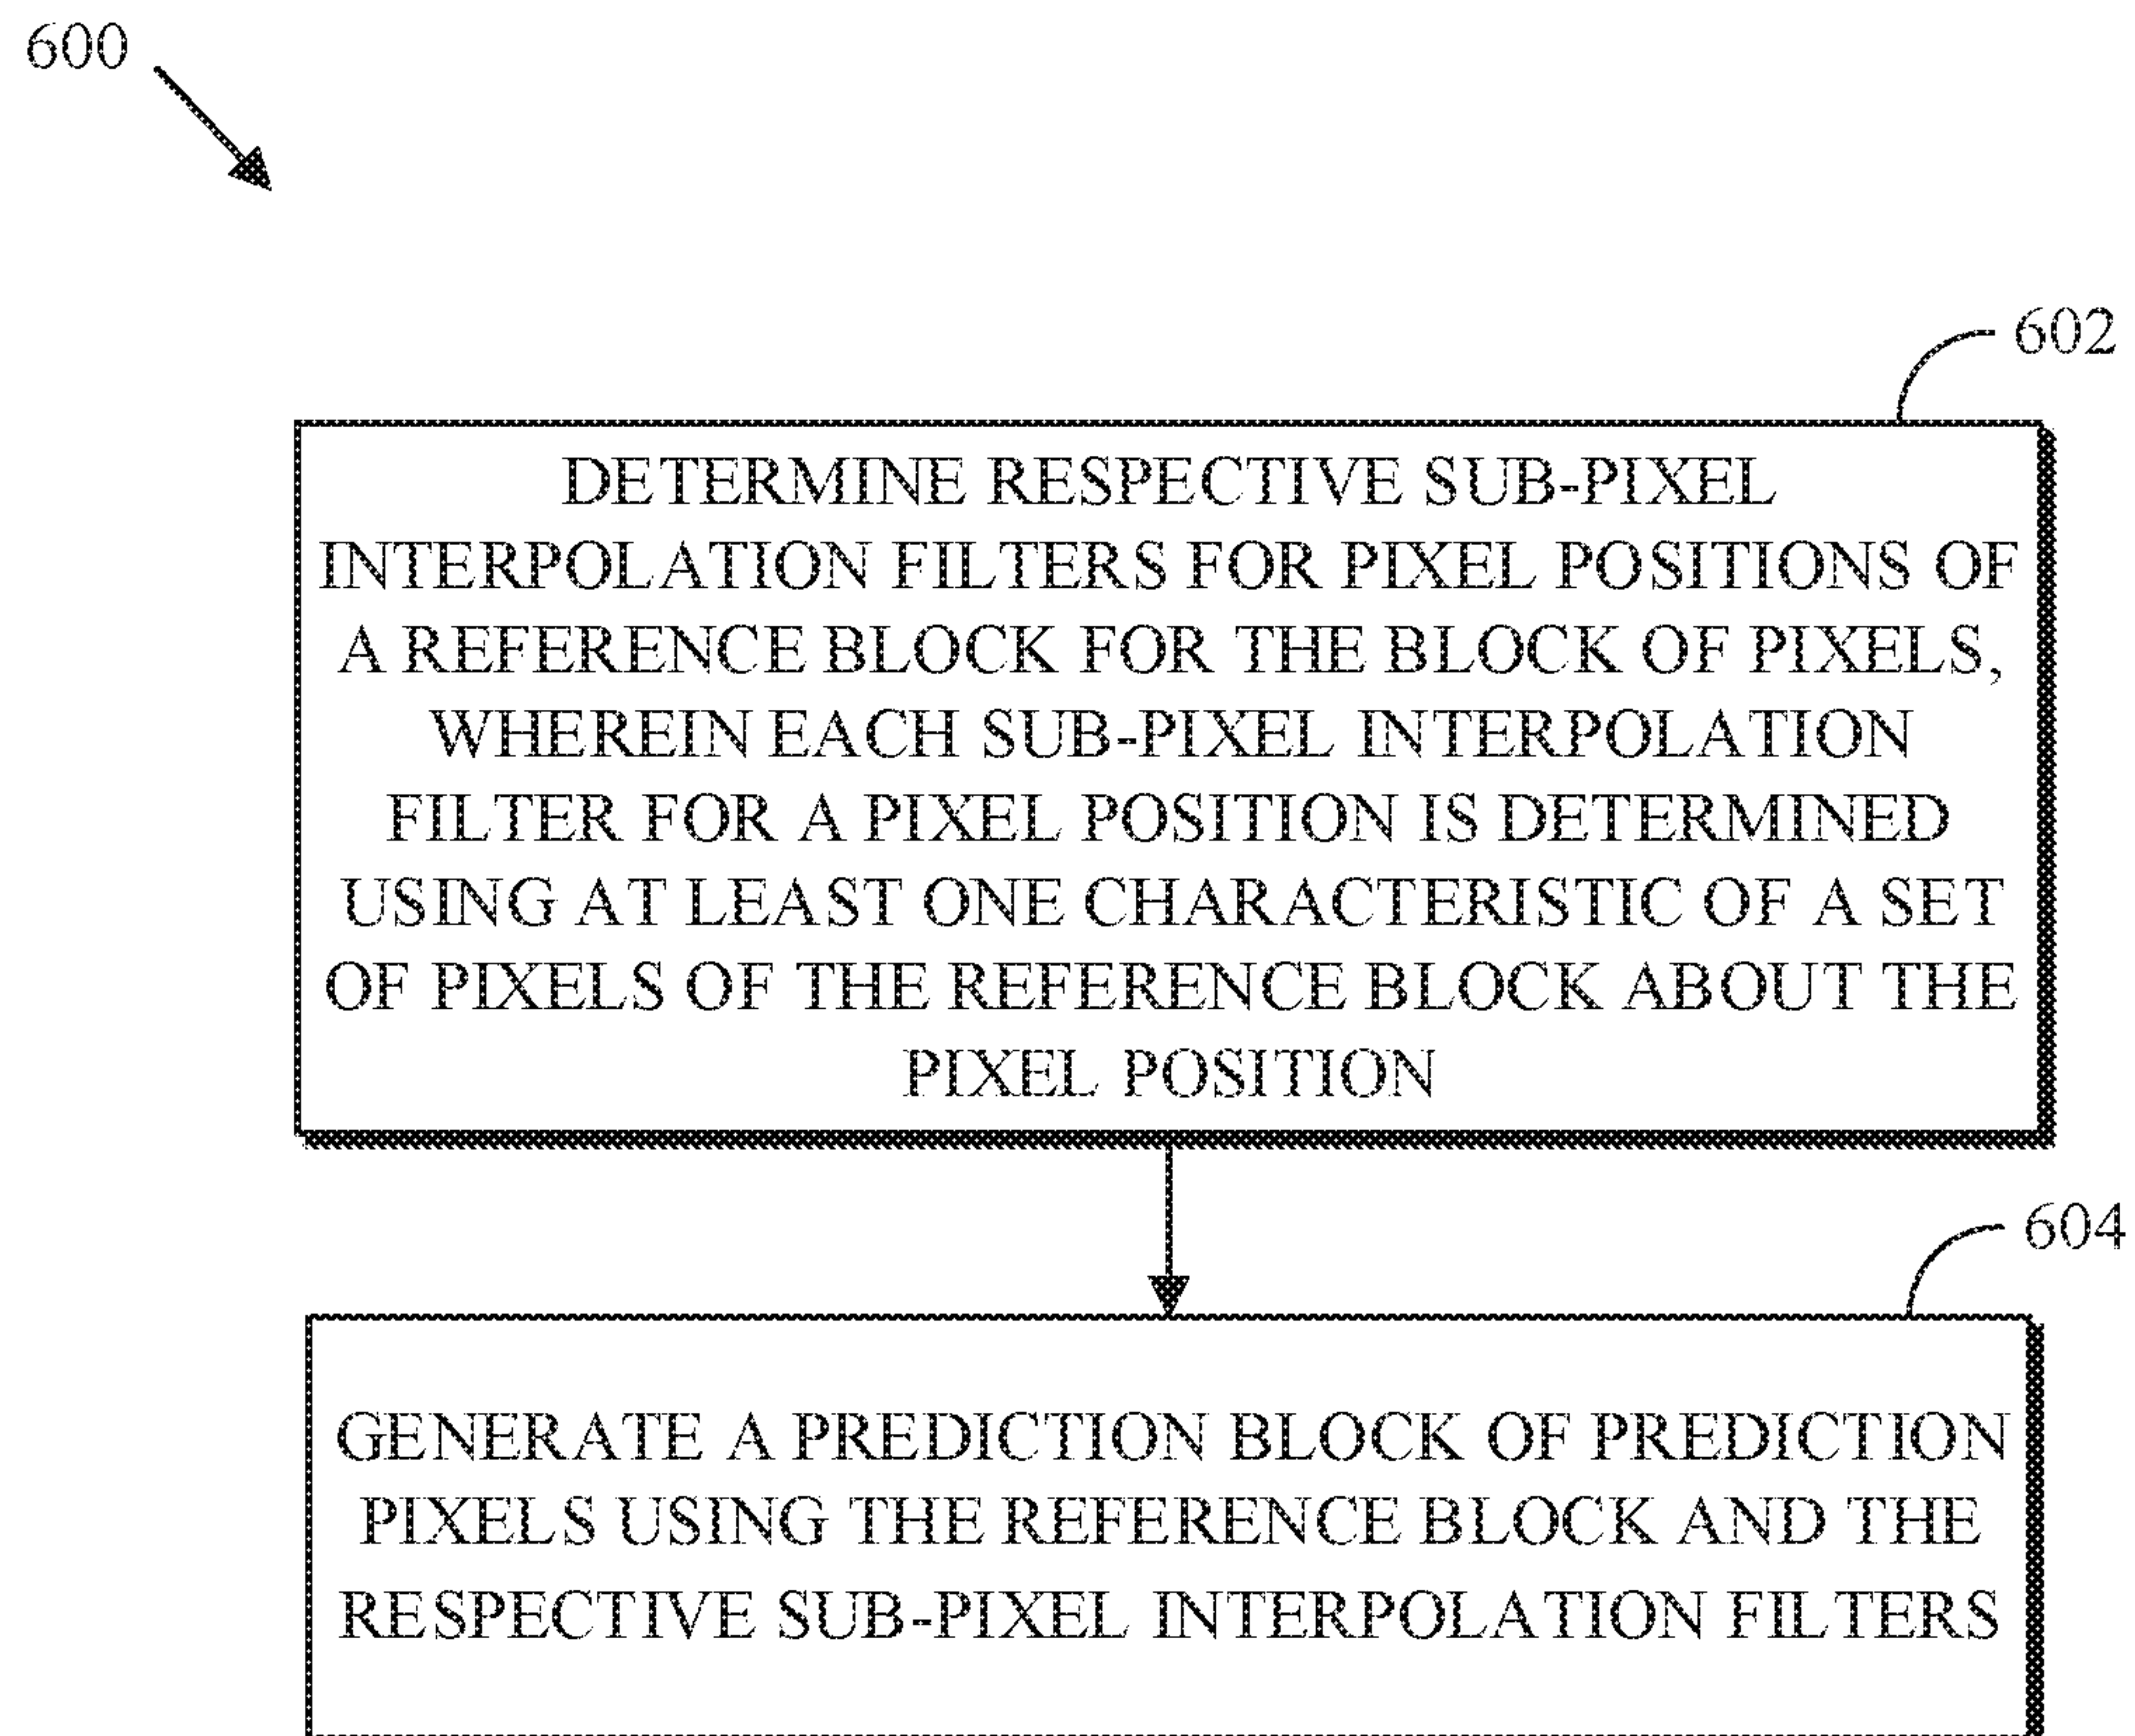 600
602
DETERMINE RESPECTIVE SUB-PIXEL
INTERPOLATION FILTERS FOR PIXEL POSITIONS OF
A REFERENCE BLOCK FOR THE BLOCK OF PIXELS,
WHEREIN EACH SUB-PIXEL INTERPOLATION
FILTER FOR A PIXEL POSITION IS DETERMINED
USING AT LEAST ONE CHARACTERISTIC OF A SET
OF PIXELS OF THE REFERENCE BLOCK ABOUT THE
PIXEL POSITION
604
GENERATE A PREDICTION BLOCK OF PREDICTION
PIXELS USING THE REFERENCE BLOCK AND THE
RESPECTIVE SUB-PIXEL INTERPOLATION FILTERS